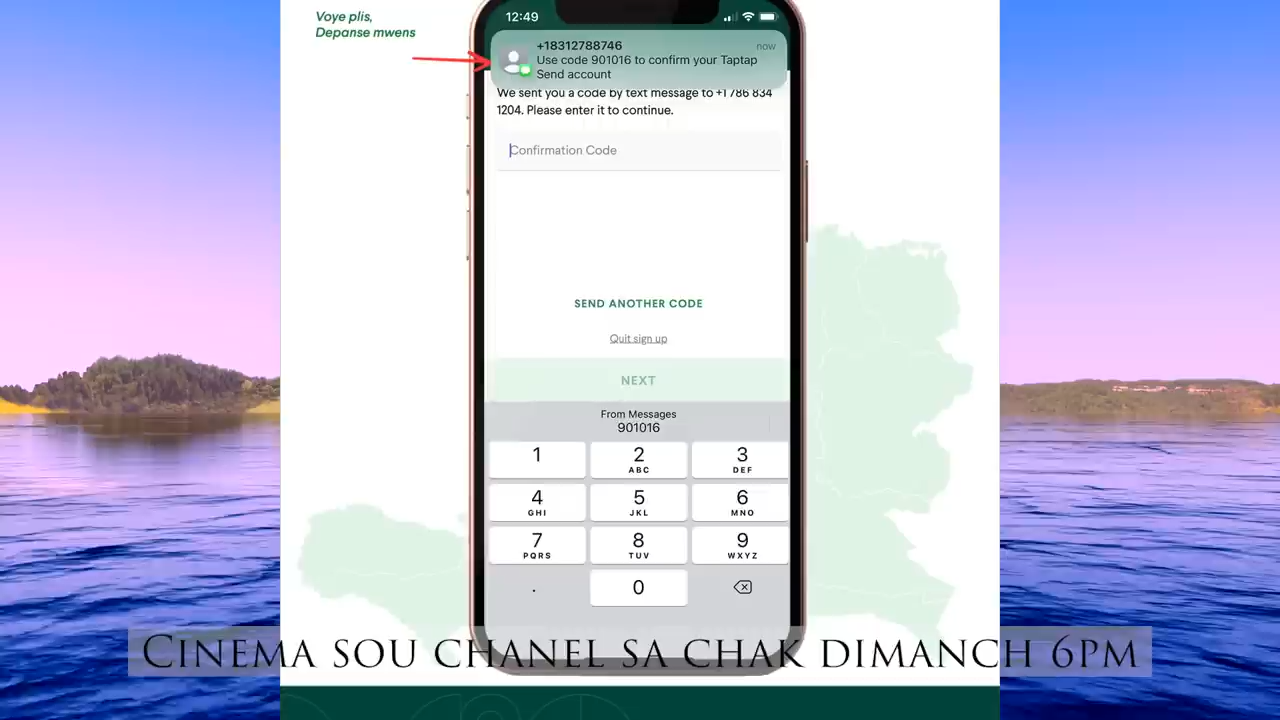 Voye plis,
Depanse mwens
12:49
+18312788746
now
Use code 901016 to confirm your Taptap
Send account
We sent you a code by text message to +1 786 834
1204. Please enter it to continue.
Confirmation Code
SEND ANOTHER CODE
Quit sign up
NEXT
From Messages
901016
1
2
ABC
3
DEF
4
GHI
5
JKL
6
MNO
7
PQRS
8
TUV
9
WXYZ
.
0
Cinema sou chanel sa chak dimanch 6pm